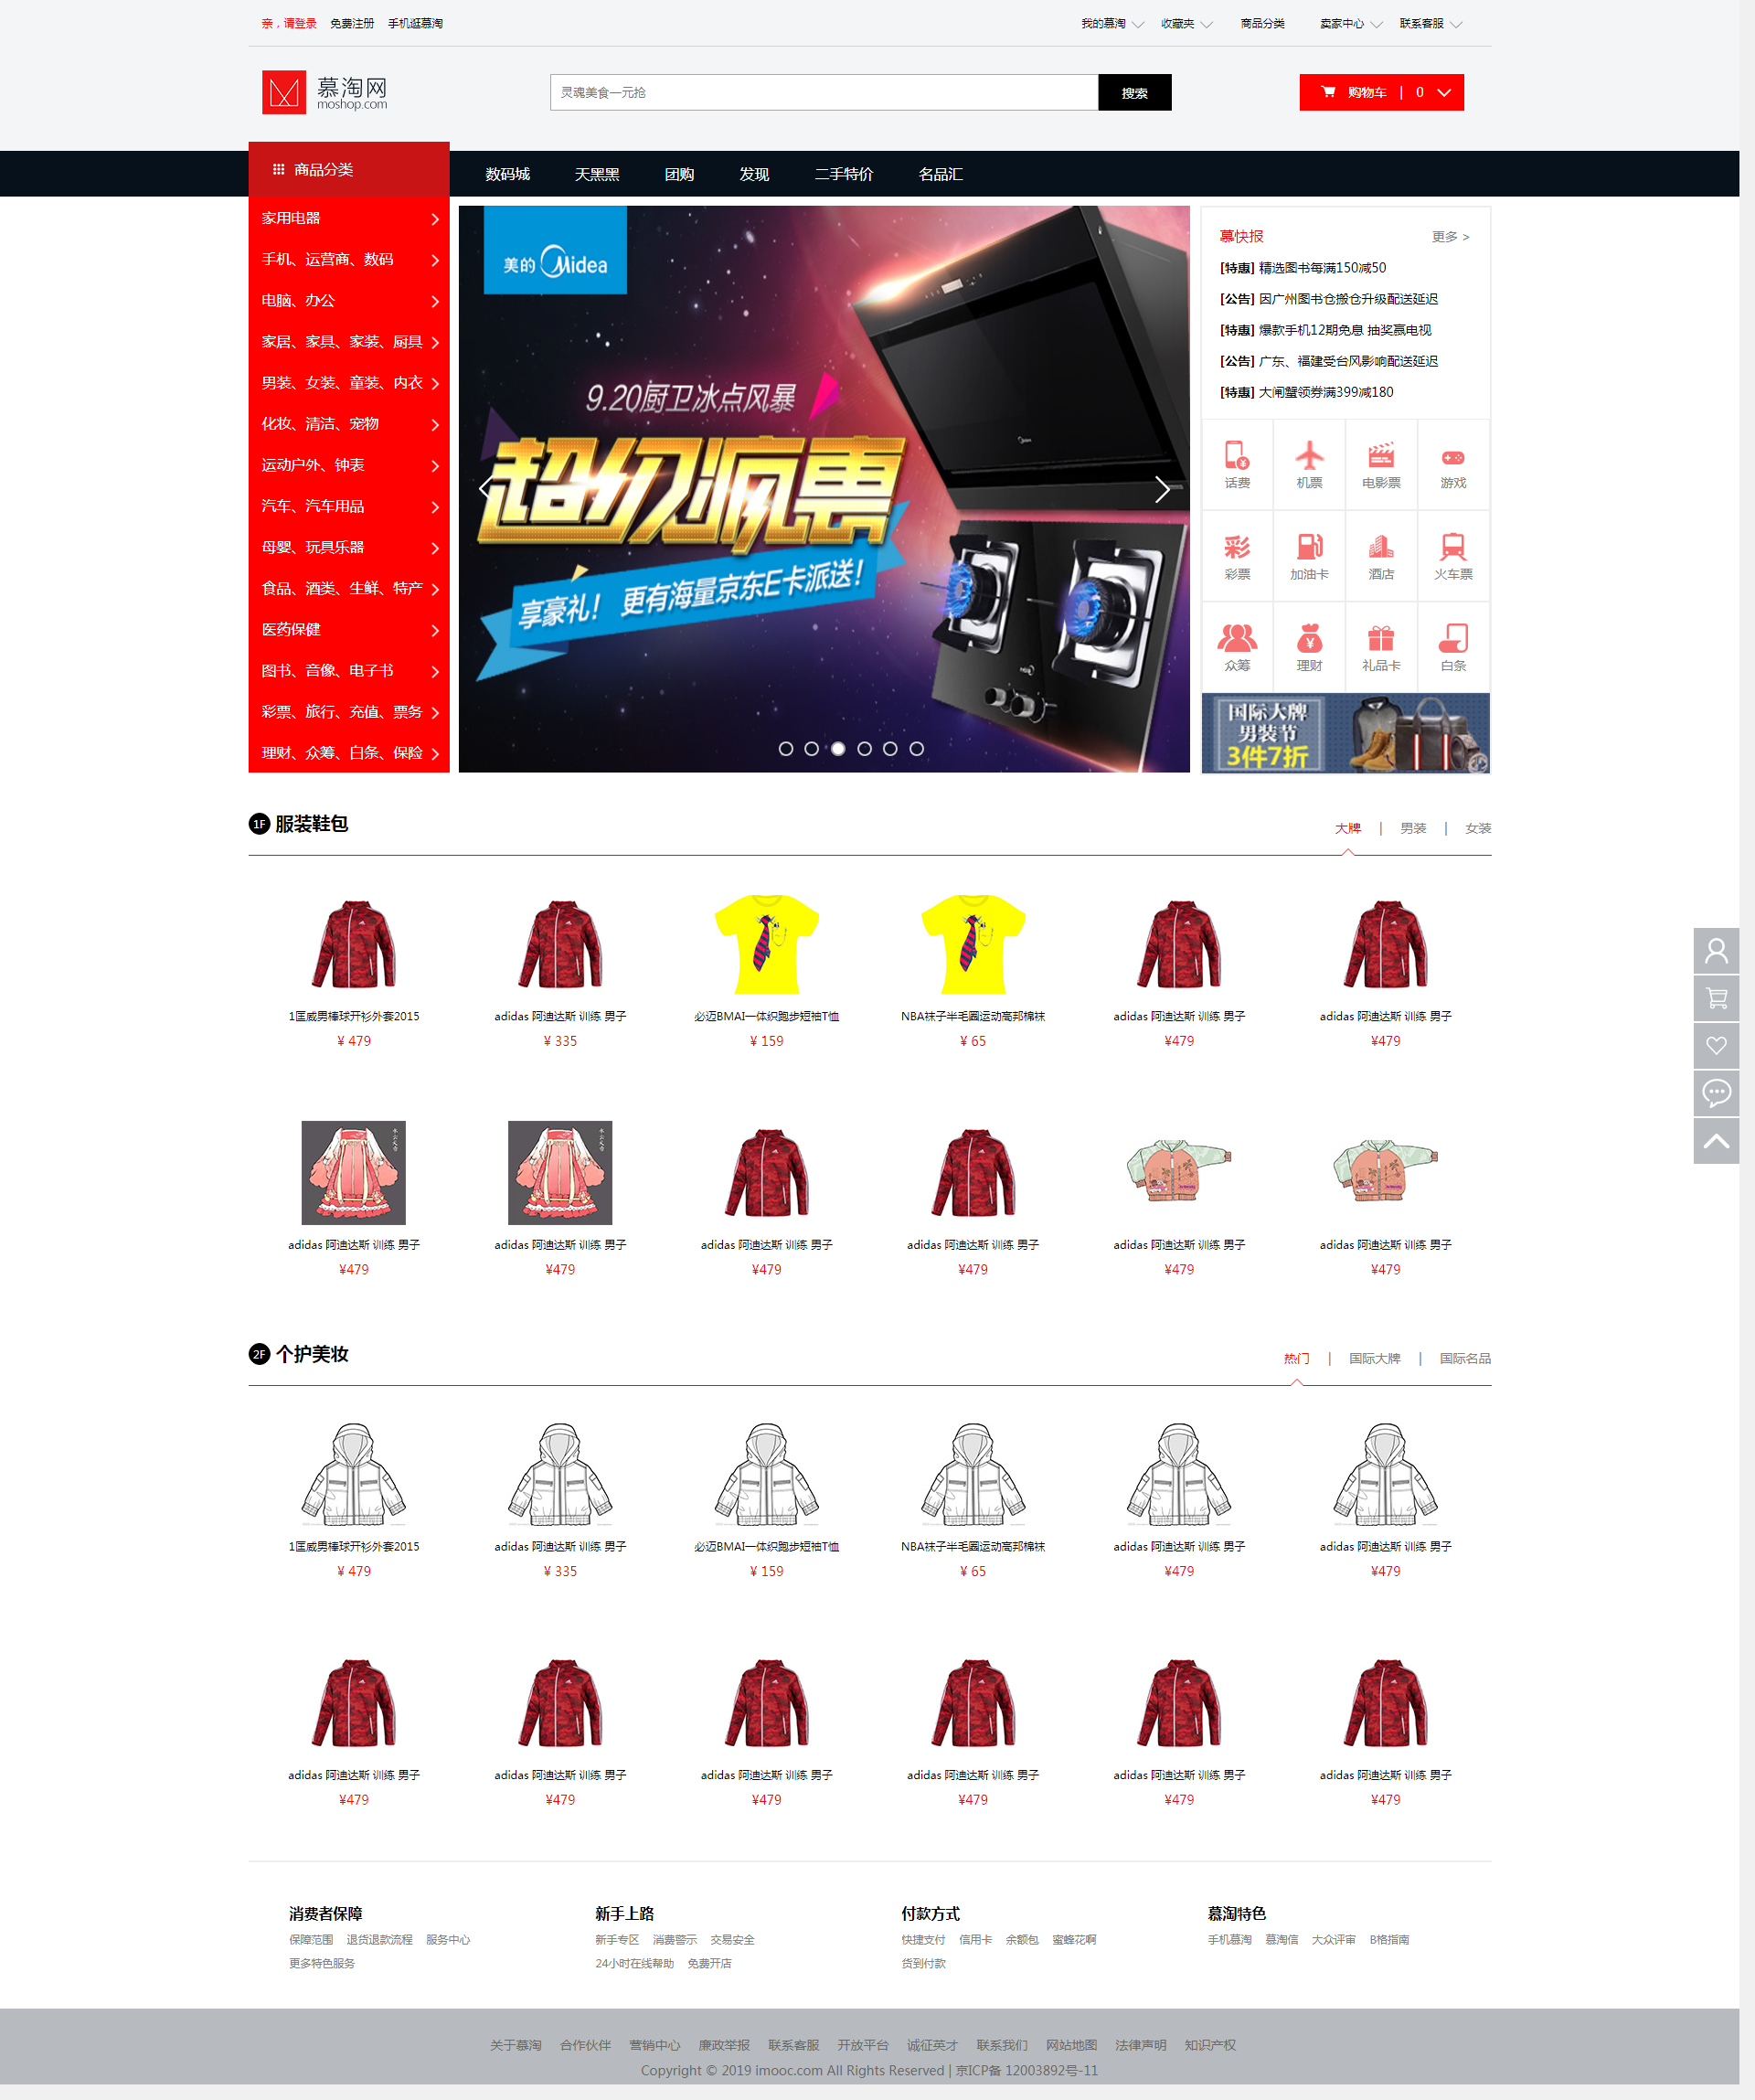 亲，请登录 免费注册 手机逛慕淘 我的慕淘 收藏夹 商品分类 卖家中心 联系客服
慕淘网
moshop.com
灵魂美食一元抢 搜索 购物车 | 0
商品分类 数码城 天黑黑 团购 发现 二手特价 名品汇
家用电器
手机、运营商、数码
电脑、办公
家居、家具、家装、厨具
男装、女装、童装、内衣
化妆、清洁、宠物
运动户外、钟表
汽车、汽车用品
母婴、玩具乐器
食品、酒类、生鲜、特产
医药保健
图书、音像、电子书
彩票、旅行、充值、票务
理财、众筹、白条、保险
美的 Midea
9.20厨卫冰点风暴
超级疯惠
享豪礼！ 更有海量京东E卡派送！
慕快报 更多 >
[特惠] 精选图书每满150减50
[公告] 因广州图书仓搬仓升级配送延迟
[特惠] 爆款手机12期免息 抽奖赢电视
[公告] 广东、福建受台风影响配送延迟
[特惠] 大闸蟹领券满399减180
话费 机票 电影票 游戏
彩票 加油卡 酒店 火车票
众筹 理财 礼品卡 白条
国际大牌
男装节
3件7折
1F 服装鞋包 大牌 | 男装 | 女装
1匡威男棒球开衫外套2015 adidas 阿迪达斯 训练 男子 必迈BMAI一体织跑步短袖T恤 NBA袜子半毛圈运动高邦棉袜 adidas 阿迪达斯 训练 男子 adidas 阿迪达斯 训练 男子
¥ 479 ¥ 335 ¥ 159 ¥ 65 ¥479 ¥479
adidas 阿迪达斯 训练 男子 adidas 阿迪达斯 训练 男子 adidas 阿迪达斯 训练 男子 adidas 阿迪达斯 训练 男子 adidas 阿迪达斯 训练 男子 adidas 阿迪达斯 训练 男子
¥479 ¥479 ¥479 ¥479 ¥479 ¥479
2F 个护美妆 热门 | 国际大牌 | 国际名品
1匡威男棒球开衫外套2015 adidas 阿迪达斯 训练 男子 必迈BMAI一体织跑步短袖T恤 NBA袜子半毛圈运动高邦棉袜 adidas 阿迪达斯 训练 男子 adidas 阿迪达斯 训练 男子
¥ 479 ¥ 335 ¥ 159 ¥ 65 ¥479 ¥479
adidas 阿迪达斯 训练 男子 adidas 阿迪达斯 训练 男子 adidas 阿迪达斯 训练 男子 adidas 阿迪达斯 训练 男子 adidas 阿迪达斯 训练 男子 adidas 阿迪达斯 训练 男子
¥479 ¥479 ¥479 ¥479 ¥479 ¥479
消费者保障 新手上路 付款方式 慕淘特色
保障范围 退货退款流程 服务中心 新手专区 消费警示 交易安全 快捷支付 信用卡 余额包 蜜蜂花啊 手机慕淘 慕淘信 大众评审 B格指南
更多特色服务 24小时在线帮助 免费开店 货到付款
关于慕淘 合作伙伴 营销中心 廉政举报 联系客服 开放平台 诚征英才 联系我们 网站地图 法律声明 知识产权
Copyright © 2019 imooc.com All Rights Reserved | 京ICP备 12003892号-11